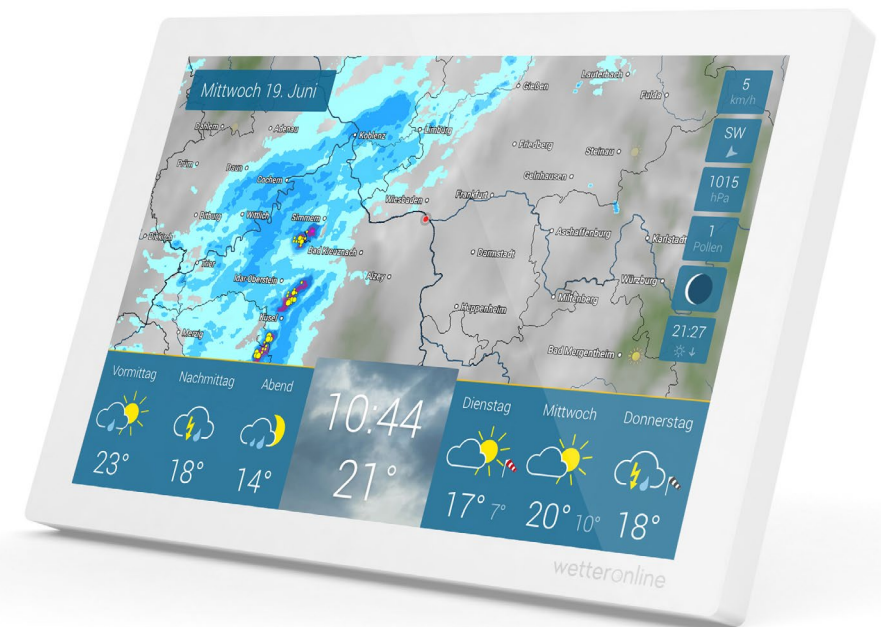 Mittwoch 19. Juni
5
km/h
SW
1015
hPa
1
Pollen
21:27
Lauterbach
Gießen
Fulda
Dahlem
Adenau
Koblenz
Limburg
Friedberg
Steinau
Prüm
Daun
Cochem
Gelnhausen
Wiesbaden
Frankfurt
Bitburg
Wittlich
Simmern
Aschaffenburg
Karlstadt
Diekirch
Bad Kreuznach
Darmstadt
Trier
Idar-Oberstein
Alzey
Würzburg
Miltenberg
Heppenheim
Kusel
Merzig
Bad Mergentheim
Vormittag
Nachmittag
Abend
23°
18°
14°
10:44
21°
Dienstag
Mittwoch
Donnerstag
17° 7°
20° 10°
18°
wetteronline